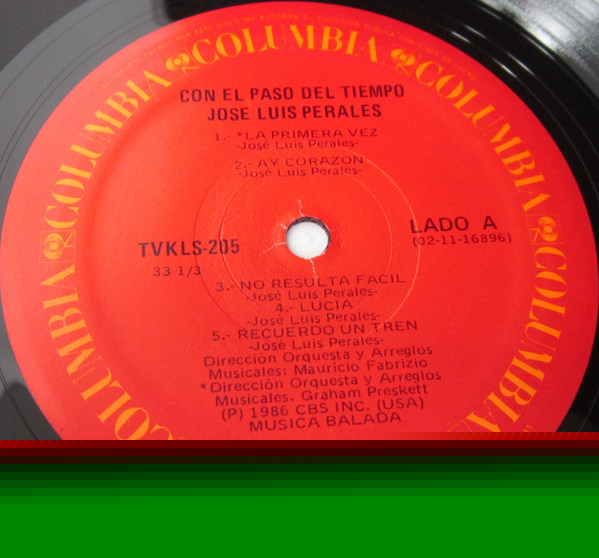 COLUMBIA COLUMBIA COLUMBIA COLUMBIA COLUMBIA COLUMBIA
CON EL PASO DEL TIEMPO
JOSE LUIS PERALES
1.- *LA PRIMERA VEZ
-José Luis Perales-
2.- AY CORAZON
-José Luis Perales-
TVKLS-205
33 1/3
LADO A
(02-11-16896)
3.- NO RESULTA FACIL
-José Luis Perales-
4.- LUCIA
-José Luis Perales-
5.- RECUERDO UN TREN
-José Luis Perales-
Dirección Orquesta y Arreglos
Musicales: Mauricio Fabrizio
*Dirección Orquesta y Arreglos
Musicales. Graham Preskett
(P) 1986 CBS INC. (USA)
MUSICA BALADA